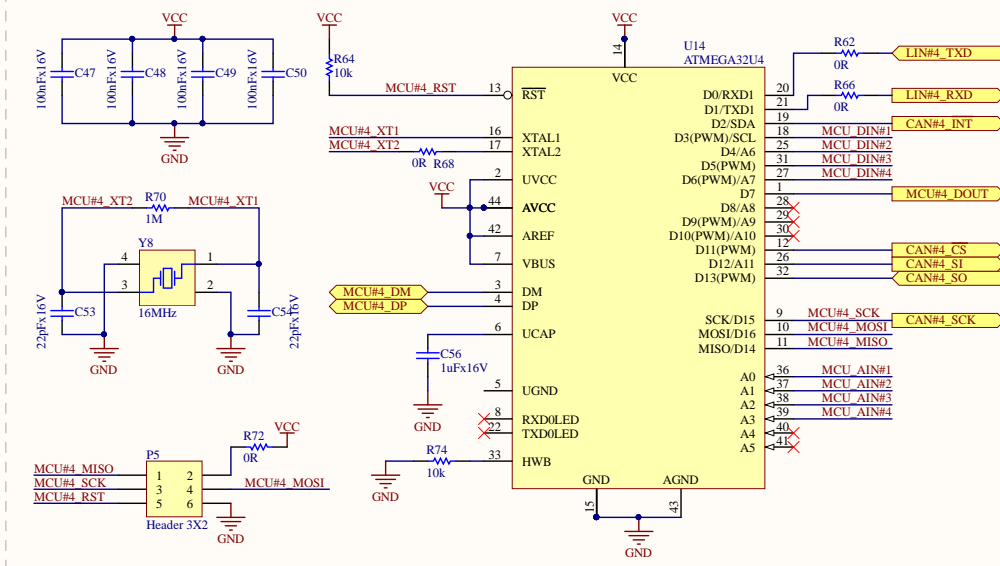 VCC
100nFx16V
C47
100nFx16V
C48
100nFx16V
C49
100nFx16V
C50
GND
VCC
R64
10k
MCU#4_RST
MCU#4_XT1
MCU#4_XT2
0R R68
VCC
MCU#4_DM
MCU#4_DP
C56
1uFx16V
GND
R74
10k
GND
MCU#4_XT2
R70
MCU#4_XT1
1M
Y8
4
1
3
2
16MHz
C53
22pFx16V
C54
22pFx16V
GND
GND
P5
R72
0R
VCC
MCU#4_MISO
MCU#4_SCK
MCU#4_RST
1 2
3 4
5 6
MCU#4_MOSI
Header 3X2
GND
VCC
14
VCC
U14
ATMEGA32U4
13 RST
16 XTAL1
17 XTAL2
2 UVCC
44 AVCC
42 AREF
7 VBUS
3 DM
4 DP
6 UCAP
5 UGND
8 RXD0LED
22 TXD0LED
33 HWB
D0/RXD1 20
D1/TXD1 21
D2/SDA 19
D3(PWM)/SCL 18
D4/A6 25
D5(PWM) 31
D6(PWM)/A7 27
D7 1
D8/A8 28
D9(PWM)/A9 29
D10(PWM)/A10 30
D11(PWM) 12
D12/A11 26
D13(PWM) 32
SCK/D15 9
MOSI/D16 10
MISO/D14 11
A0 36
A1 37
A2 38
A3 39
A4 40
A5 41
GND
15
AGND
43
GND
R62
0R
LIN#4_TXD
R66
0R
LIN#4_RXD
CAN#4_INT
MCU_DIN#1
MCU_DIN#2
MCU_DIN#3
MCU_DIN#4
MCU#4_DOUT
CAN#4_CS
CAN#4_SI
CAN#4_SO
MCU#4_SCK
CAN#4_SCK
MCU#4_MOSI
MCU#4_MISO
MCU_AIN#1
MCU_AIN#2
MCU_AIN#3
MCU_AIN#4